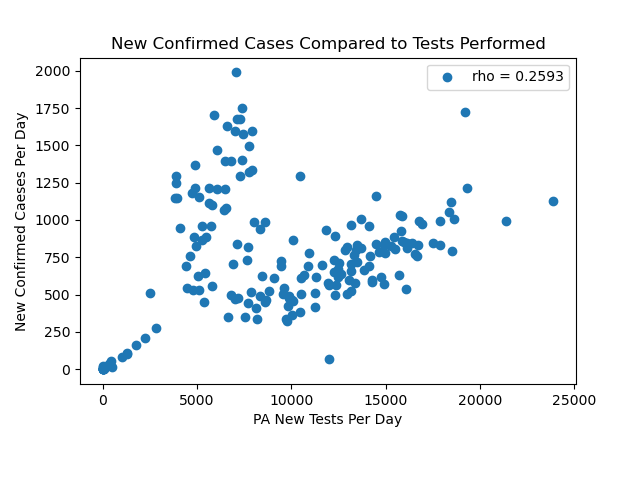 New Confirmed Cases Compared to Tests Performed
rho = 0.2593
2000
1750
1500
1250
1000
750
500
250
0
New Confirmed Caeses Per Day
0 5000 10000 15000 20000 25000
PA New Tests Per Day